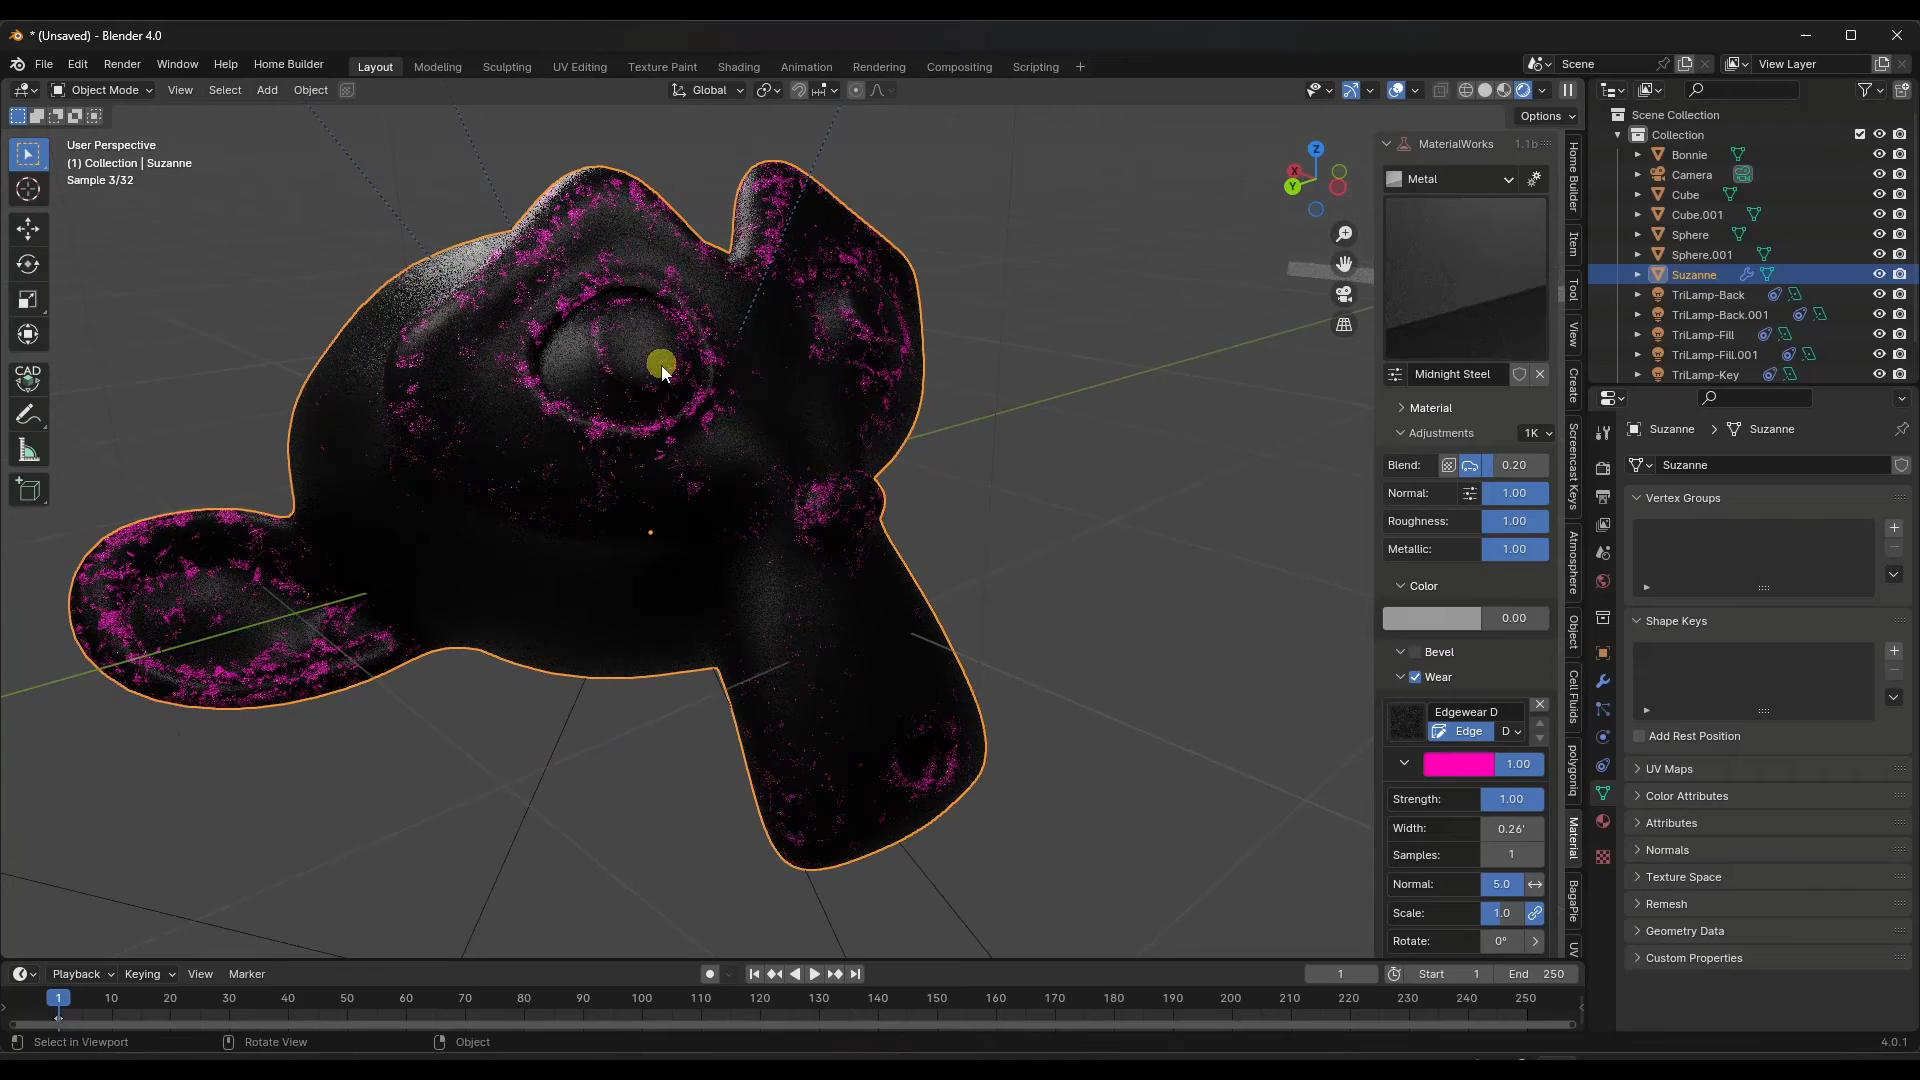 * (Unsaved) - Blender 4.0
File Edit Render Window Help Home Builder Layout Modeling Sculpting UV Editing Texture Paint Shading Animation Rendering Compositing Scripting + Scene View Layer
Object Mode View Select Add Object Global
Options
User Perspective
(1) Collection | Suzanne
Sample 3/32
CAD
Z
X
Y
MaterialWorks 1.1b
Metal
Midnight Steel
Material
Adjustments 1K
Blend: 0.20
Normal: 1.00
Roughness: 1.00
Metallic: 1.00
Color
0.00
Bevel
Wear
Edgewear D
Edge D
1.00
Strength: 1.00
Width: 0.26'
Samples: 1
Normal: 5.0
Scale: 1.0
Rotate: 0°
Home Builder
Item
Tool
View
Create
Screencast Keys
Atmosphere
Object
Cell Fluids
polygoniq
Material
BagaPie
UV
Scene Collection
Collection
Bonnie
Camera
Cube
Cube.001
Sphere
Sphere.001
Suzanne
TriLamp-Back
TriLamp-Back.001
TriLamp-Fill
TriLamp-Fill.001
TriLamp-Key
Suzanne > Suzanne
Suzanne
Vertex Groups
Shape Keys
Add Rest Position
UV Maps
Color Attributes
Attributes
Normals
Texture Space
Remesh
Geometry Data
Custom Properties
Playback Keying View Marker 1 Start 1 End 250
1 10 20 30 40 50 60 70 80 90 100 110 120 130 140 150 160 170 180 190 200 210 220 230 240 250
Select in Viewport Rotate View Object 4.0.1